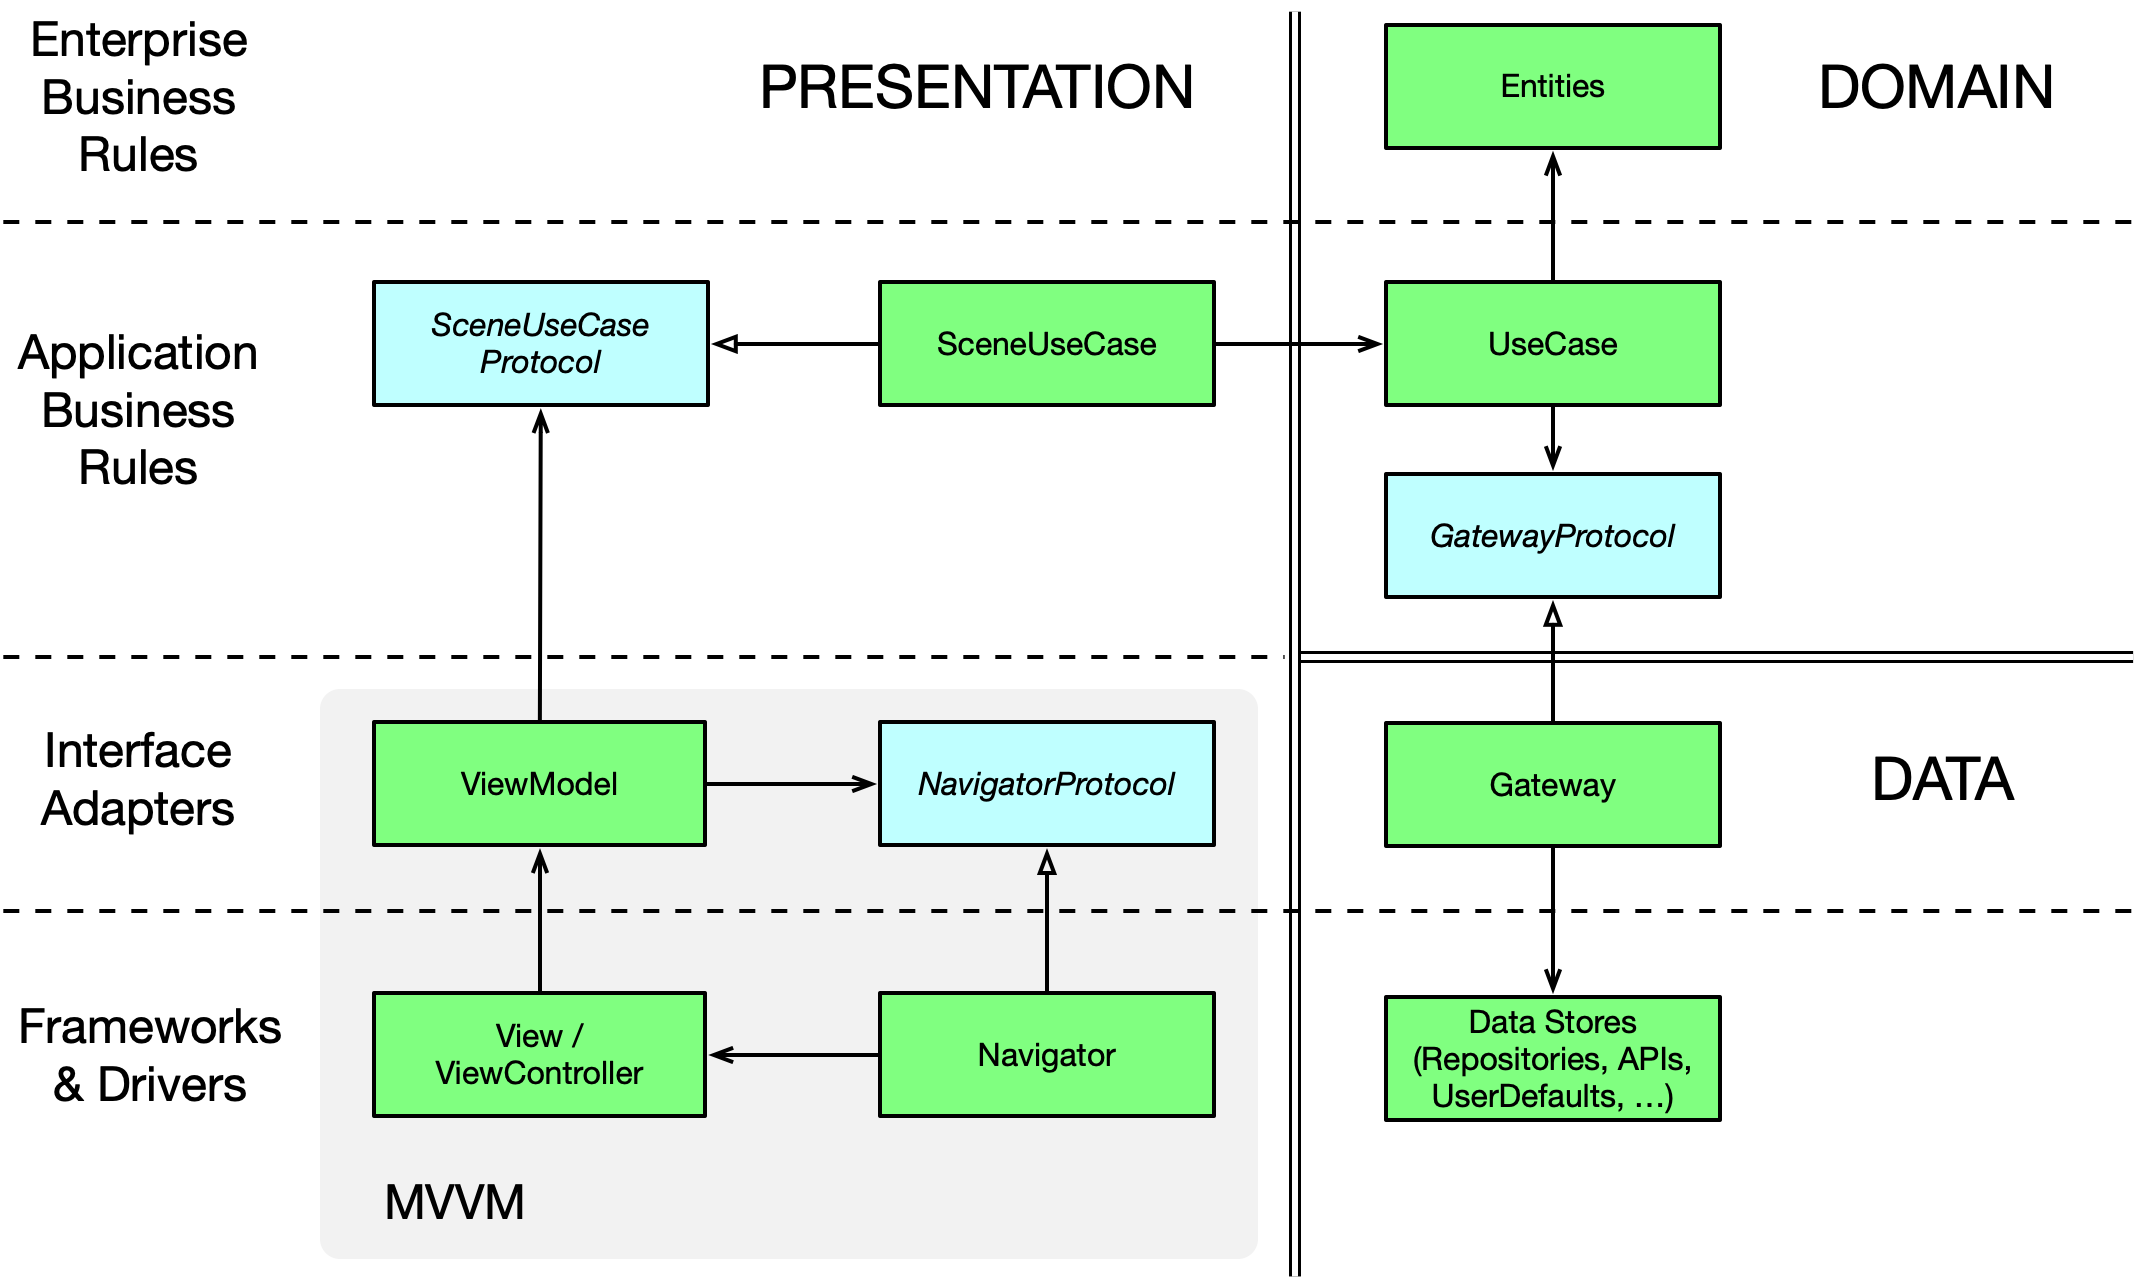 Enterprise
Business
Rules
PRESENTATION
Entities
DOMAIN
Application
Business
Rules
SceneUseCase
Protocol
SceneUseCase
UseCase
GatewayProtocol
Interface
Adapters
ViewModel
NavigatorProtocol
Gateway
DATA
Frameworks
& Drivers
View /
ViewController
Navigator
Data Stores
(Repositories, APIs,
UserDefaults, …)
MVVM